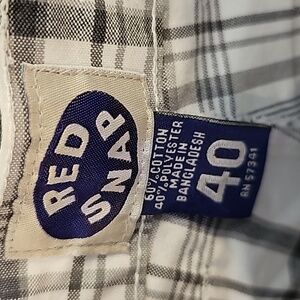 RED
SNAP
60% COTTON
40% POLYESTER
MADE IN
BANGLADESH
40
RN 57341